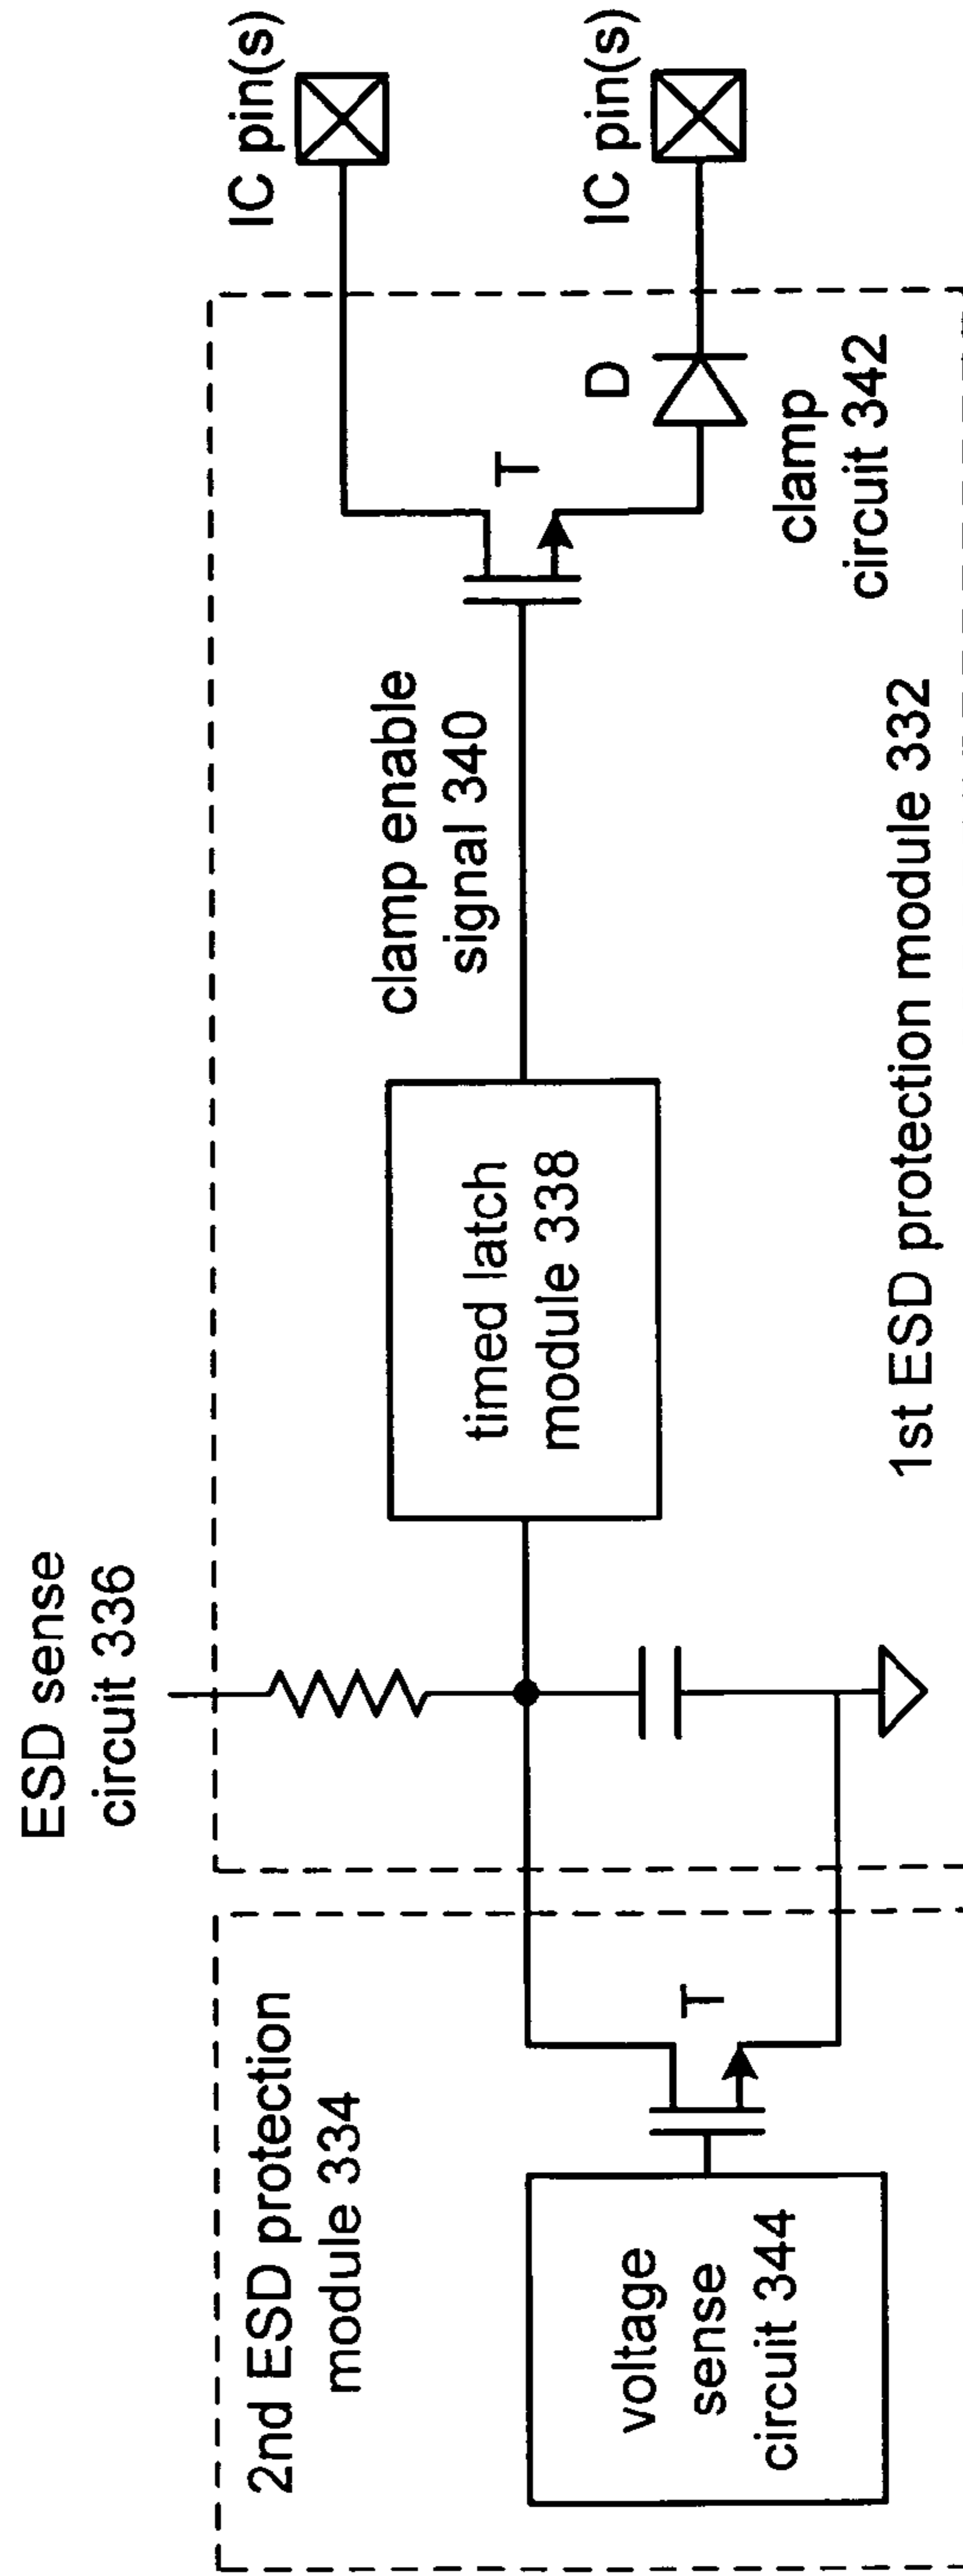 ESD sense
circuit 336
2nd ESD protection
module 334
voltage
sense
circuit 344
T
timed latch
module 338
clamp enable
signal 340
T
D
clamp
circuit 342
IC pin(s)
IC pin(s)
1st ESD protection module 332